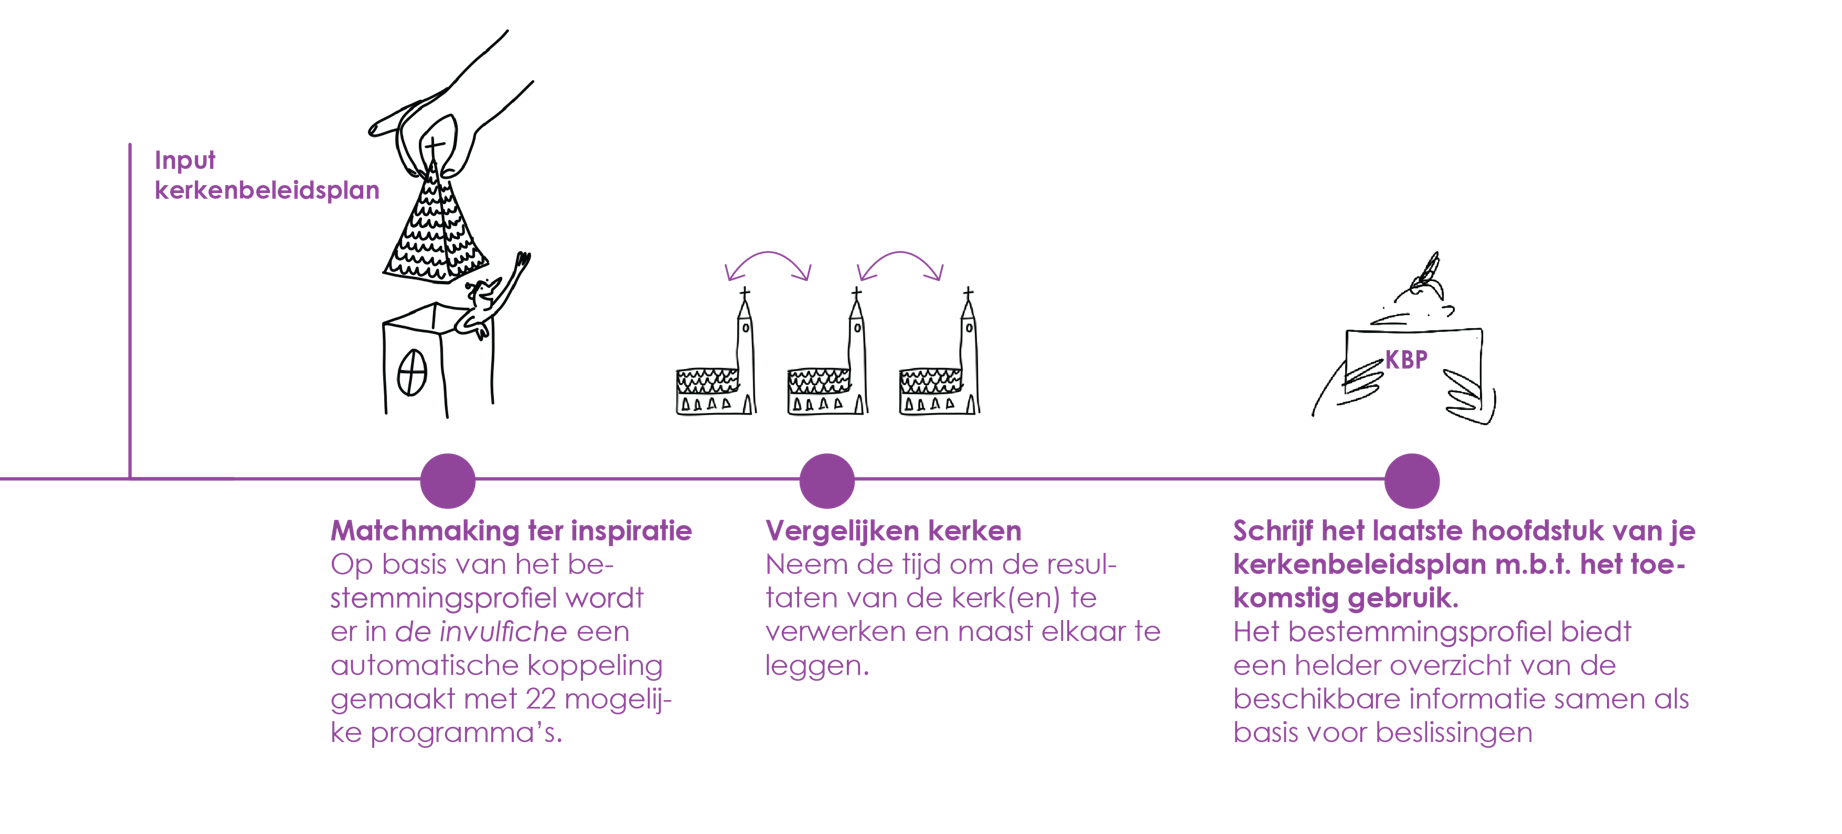 Input
kerkenbeleidsplan
KBP
Matchmaking ter inspiratie
Op basis van het be-
stemmingsprofiel wordt
er in de invulfiche een
automatische koppeling
gemaakt met 22 mogelij-
ke programma’s.
Vergelijken kerken
Neem de tijd om de resul-
taten van de kerk(en) te
verwerken en naast elkaar te
leggen.
Schrijf het laatste hoofdstuk van je
kerkenbeleidsplan m.b.t. het toe-
komstig gebruik.
Het bestemmingsprofiel biedt
een helder overzicht van de
beschikbare informatie samen als
basis voor beslissingen